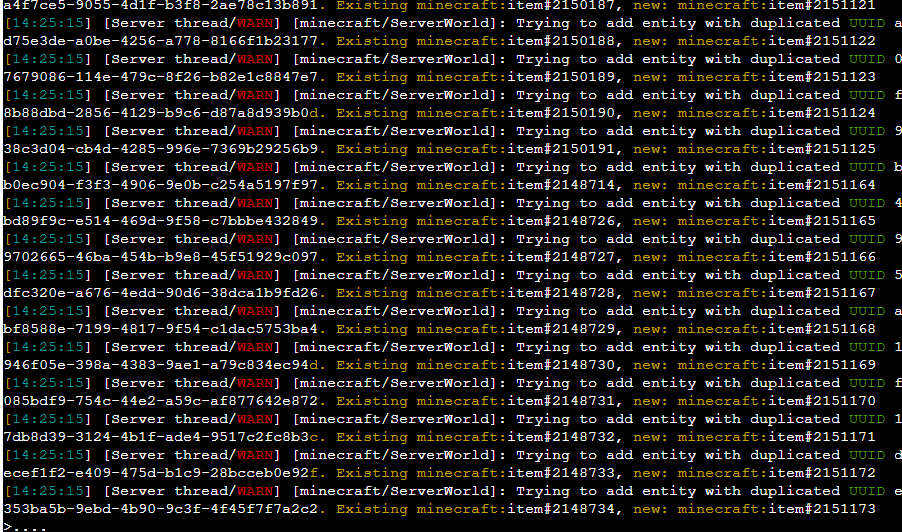 a4f7ce5-9055-4d1f-b3f8-2ae78c13b891. Existing minecraft:item#2150187, new: minecraft:item#2151121
[14:25:15] [Server thread/WARN] [minecraft/ServerWorld]: Trying to add entity with duplicated UUID a
d75e3de-a0be-4256-a778-8166f1b23177. Existing minecraft:item#2150188, new: minecraft:item#2151122
[14:25:15] [Server thread/WARN] [minecraft/ServerWorld]: Trying to add entity with duplicated UUID 0
7679086-114e-479c-8f26-b82e1c8847e7. Existing minecraft:item#2150189, new: minecraft:item#2151123
[14:25:15] [Server thread/WARN] [minecraft/ServerWorld]: Trying to add entity with duplicated UUID f
8b88dbd-2856-4129-b9c6-d87a8d939b0d. Existing minecraft:item#2150190, new: minecraft:item#2151124
[14:25:15] [Server thread/WARN] [minecraft/ServerWorld]: Trying to add entity with duplicated UUID 9
38c3d04-cb4d-4285-996e-7369b29256b9. Existing minecraft:item#2150191, new: minecraft:item#2151125
[14:25:15] [Server thread/WARN] [minecraft/ServerWorld]: Trying to add entity with duplicated UUID b
b0ec904-f3f3-4906-9e0b-c254a5197f97. Existing minecraft:item#2148714, new: minecraft:item#2151164
[14:25:15] [Server thread/WARN] [minecraft/ServerWorld]: Trying to add entity with duplicated UUID 4
bd89f9c-e514-469d-9f58-c7bbbe432849. Existing minecraft:item#2148726, new: minecraft:item#2151165
[14:25:15] [Server thread/WARN] [minecraft/ServerWorld]: Trying to add entity with duplicated UUID 9
9702665-46ba-454b-b9e8-45f51929c097. Existing minecraft:item#2148727, new: minecraft:item#2151166
[14:25:15] [Server thread/WARN] [minecraft/ServerWorld]: Trying to add entity with duplicated UUID 5
dfc320e-a676-4edd-90d6-38dca1b9fd26. Existing minecraft:item#2148728, new: minecraft:item#2151167
[14:25:15] [Server thread/WARN] [minecraft/ServerWorld]: Trying to add entity with duplicated UUID a
bf8588e-7199-4817-9f54-c1dac5753ba4. Existing minecraft:item#2148729, new: minecraft:item#2151168
[14:25:15] [Server thread/WARN] [minecraft/ServerWorld]: Trying to add entity with duplicated UUID 1
946f05e-398a-4383-9ae1-a79c834ec94d. Existing minecraft:item#2148730, new: minecraft:item#2151169
[14:25:15] [Server thread/WARN] [minecraft/ServerWorld]: Trying to add entity with duplicated UUID f
085bdf9-754c-44e2-a59c-af877642e872. Existing minecraft:item#2148731, new: minecraft:item#2151170
[14:25:15] [Server thread/WARN] [minecraft/ServerWorld]: Trying to add entity with duplicated UUID 1
7db8d39-3124-4b1f-ade4-9517c2fc8b3c. Existing minecraft:item#2148732, new: minecraft:item#2151171
[14:25:15] [Server thread/WARN] [minecraft/ServerWorld]: Trying to add entity with duplicated UUID d
ecef1f2-e409-475d-b1c9-28bcceb0e92f. Existing minecraft:item#2148733, new: minecraft:item#2151172
[14:25:15] [Server thread/WARN] [minecraft/ServerWorld]: Trying to add entity with duplicated UUID e
353ba5b-9ebd-4b90-9c3f-4f45f7f7a2c2. Existing minecraft:item#2148734, new: minecraft:item#2151173
>....